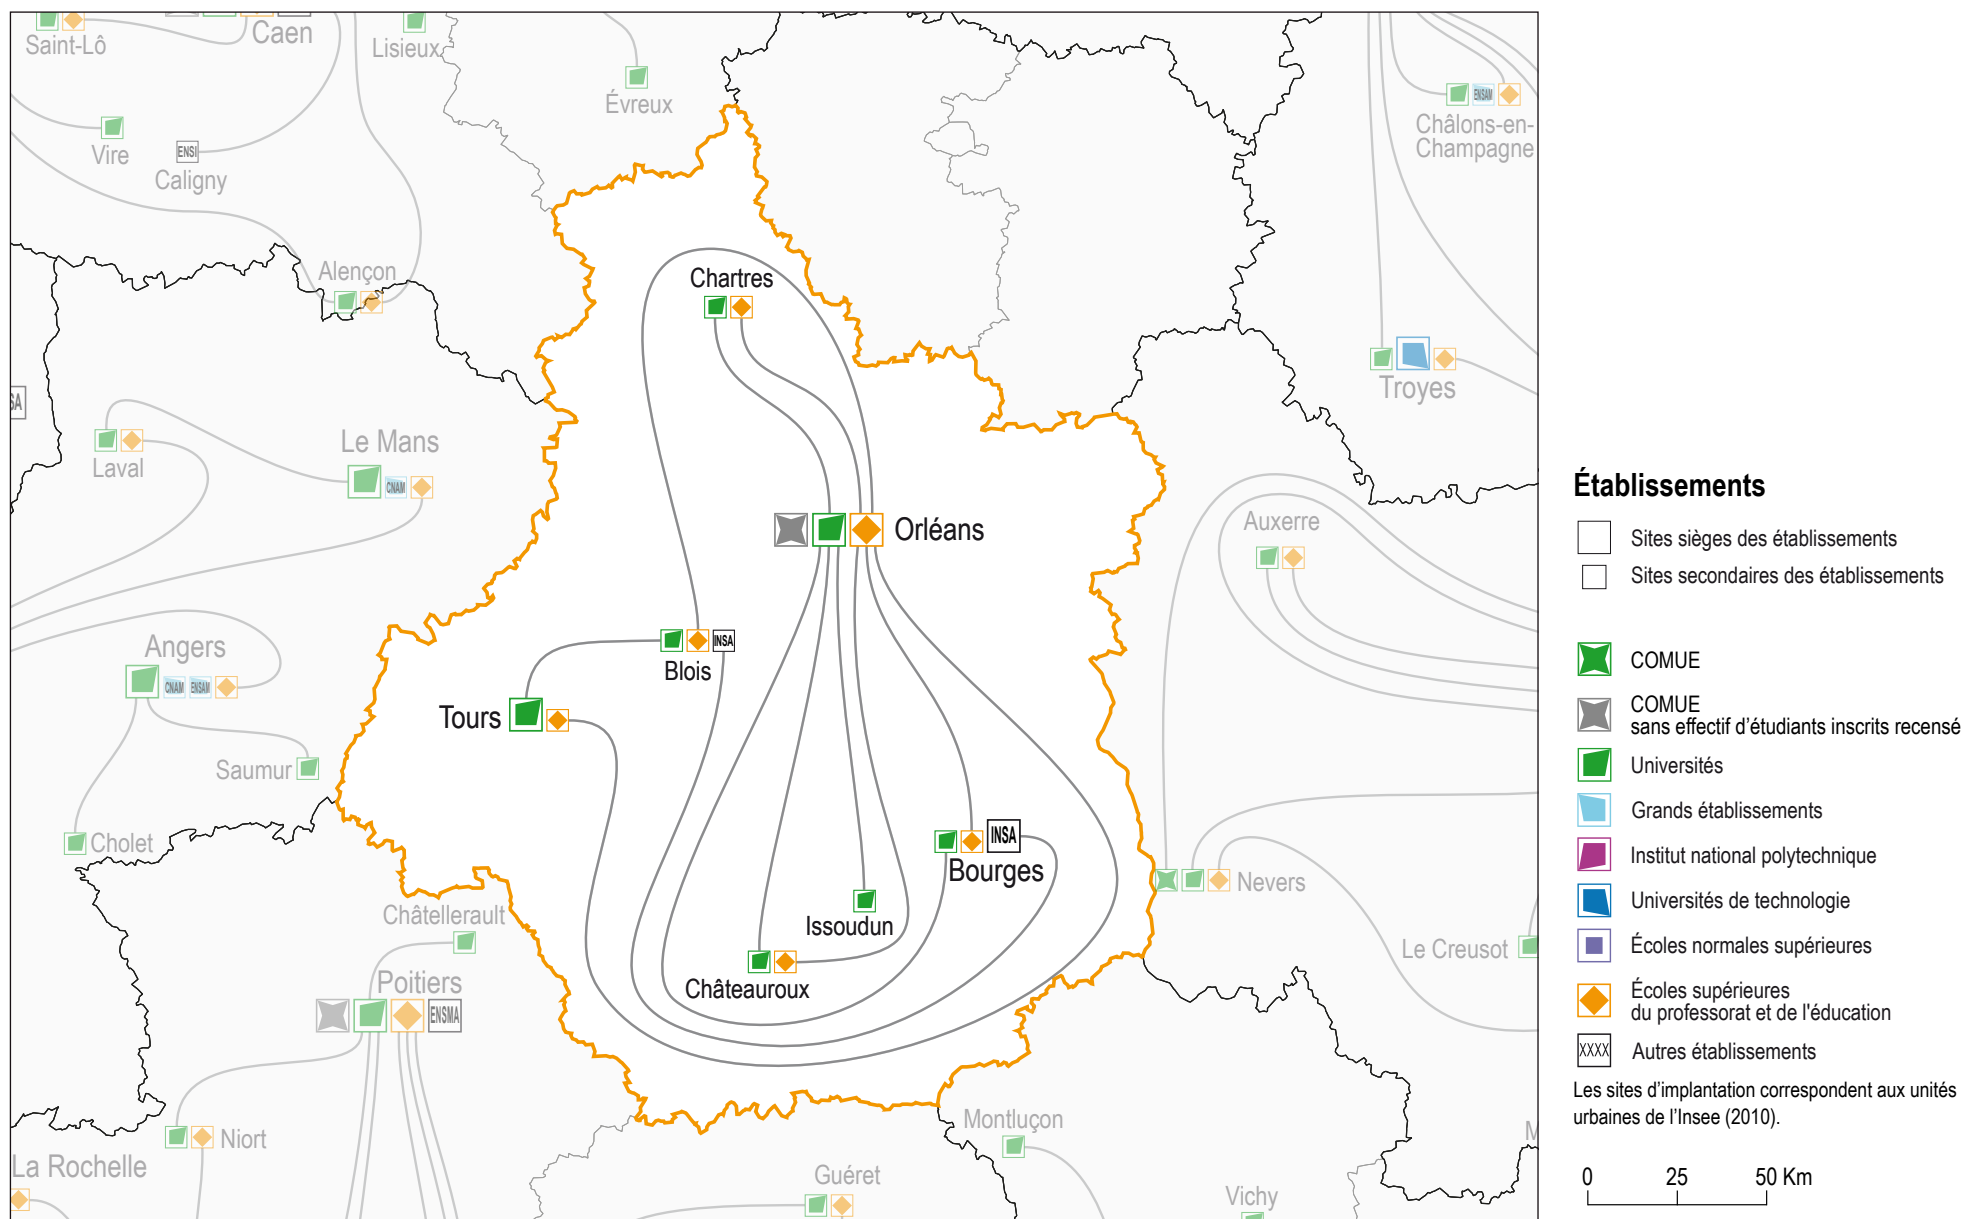 Saint-Lô
Caen
Lisieux
Évreux
Vire
ENSI
Caligny
ENSAM
Châlons-en-
Champagne
Alençon
Chartres
Troyes
SA
Laval
Le Mans
CNAM
Orléans
Auxerre
Angers
CNAM
ENSAM
Blois
INSA
Tours
Saumur
Cholet
INSA
Bourges
Nevers
Issoudun
Châtellerault
Châteauroux
Le Creusot
Poitiers
ENSMA
Niort
Montluçon
M
La Rochelle
Guéret
Vichy
Établissements
Sites sièges des établissements
Sites secondaires des établissements
COMUE
COMUE
sans effectif d'étudiants inscrits recensé
Universités
Grands établissements
Institut national polytechnique
Universités de technologie
Écoles normales supérieures
Écoles supérieures
du professorat et de l'éducation
XXXX Autres établissements
Les sites d'implantation correspondent aux unités
urbaines de l'Insee (2010).
0 25 50 Km